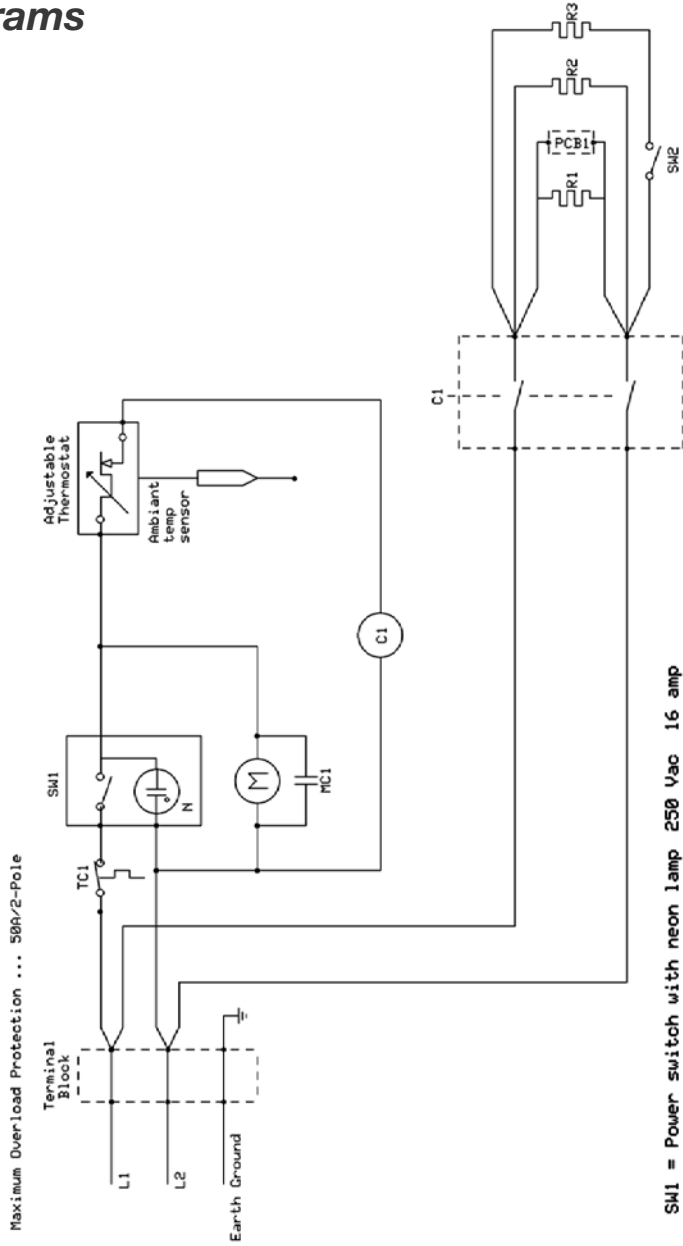 rams
Maximum Overload Protection ... 50A/2-Pole
Terminal
Block
L1
L2
Earth Ground
TC1
SW1
N
M
MC1
Adjustable
Thermostat
Ambiant
temp
sensor
C1
C1
R1
PCB1
R2
R3
SW2
SW1 = Power switch with neon lamp 250 Vac 16 amp